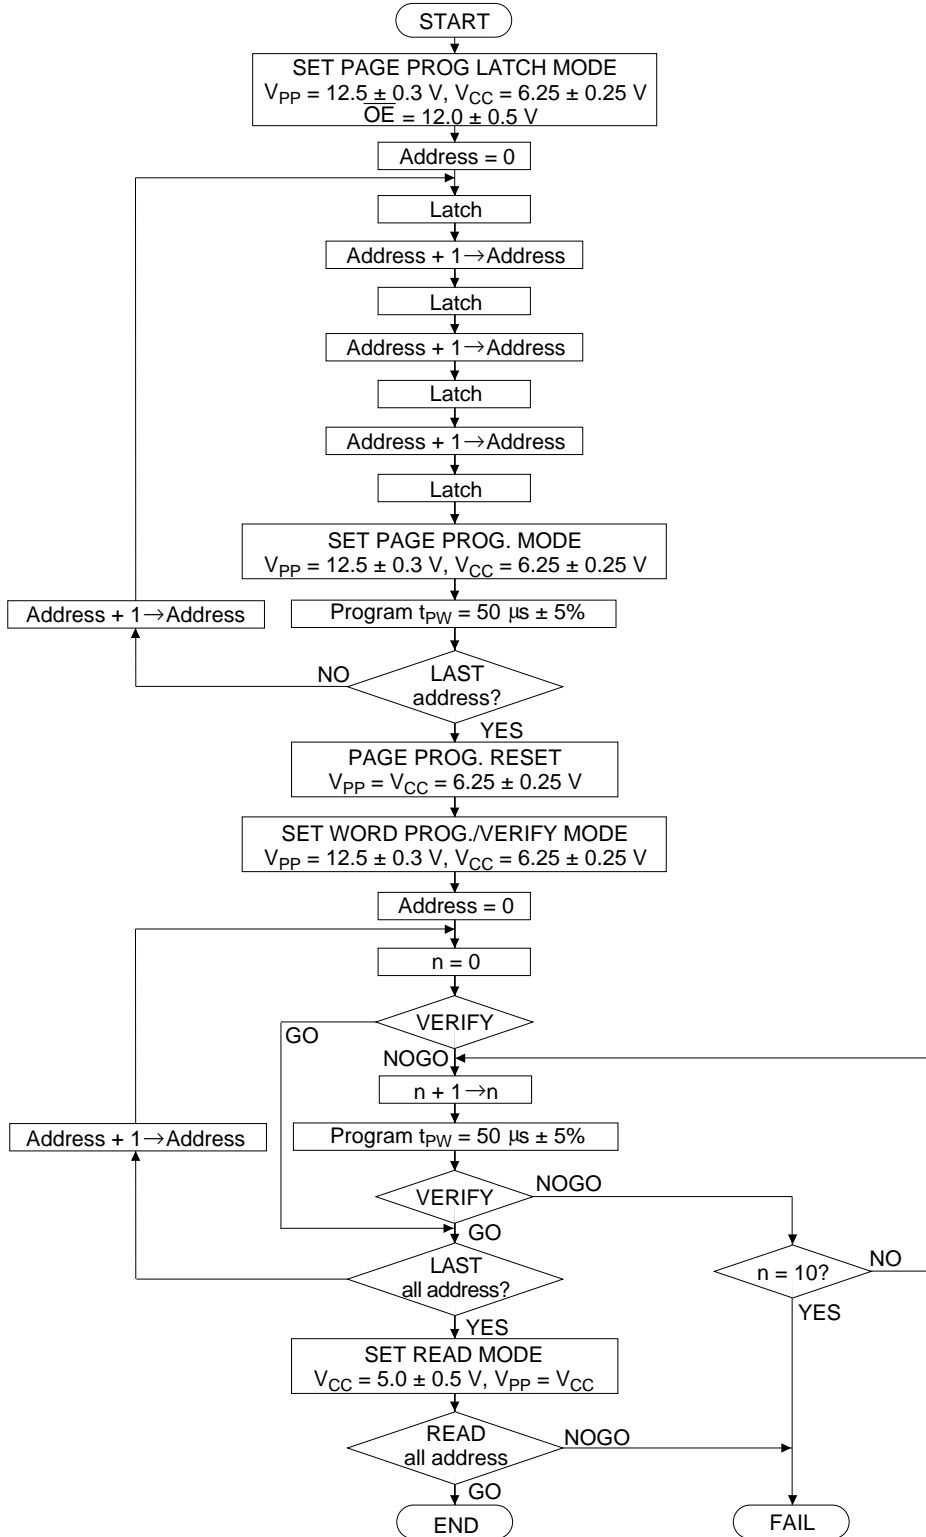 START
SET PAGE PROG LATCH MODE
VPP = 12.5 ± 0.3 V, VCC = 6.25 ± 0.25 V
OE = 12.0 ± 0.5 V
Address = 0
Latch
Address + 1→Address
Latch
Address + 1→Address
Latch
Address + 1→Address
Latch
SET PAGE PROG. MODE
VPP = 12.5 ± 0.3 V, VCC = 6.25 ± 0.25 V
Address + 1→Address
Program tPW = 50 µs ± 5%
NO
LAST
address?
YES
PAGE PROG. RESET
VPP = VCC = 6.25 ± 0.25 V
SET WORD PROG./VERIFY MODE
VPP = 12.5 ± 0.3 V, VCC = 6.25 ± 0.25 V
Address = 0
n = 0
VERIFY
GO
NOGO
n + 1→n
Address + 1→Address
Program tPW = 50 µs ± 5%
VERIFY
NOGO
GO
LAST
all address?
n = 10?
NO
YES
YES
SET READ MODE
VCC = 5.0 ± 0.5 V, VPP = VCC
READ
all address
NOGO
GO
END
FAIL